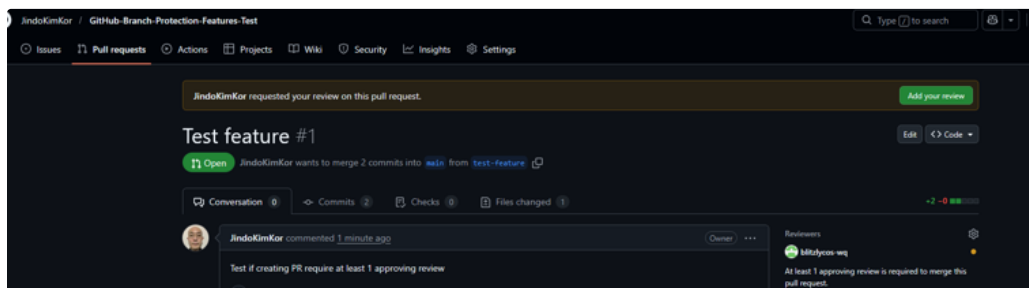 JindoKimKor / GitHub-Branch-Protection-Features-Test
Q Type / to search
Issues Pull requests Actions Projects Wiki Security Insights Settings
JindoKimKor requested your review on this pull request.
Add your review
Test feature #1
Edit <> Code
Open JindoKimKor wants to merge 2 commits into main from test-feature
Conversation 0 Commits 2 Checks 0 Files changed 1
+2 -0
JindoKimKor commented 1 minute ago
Owner ...
Test if creating PR require at least 1 approving review
Reviewers
blitzlycos-wq
At least 1 approving review is required to merge this
pull request.